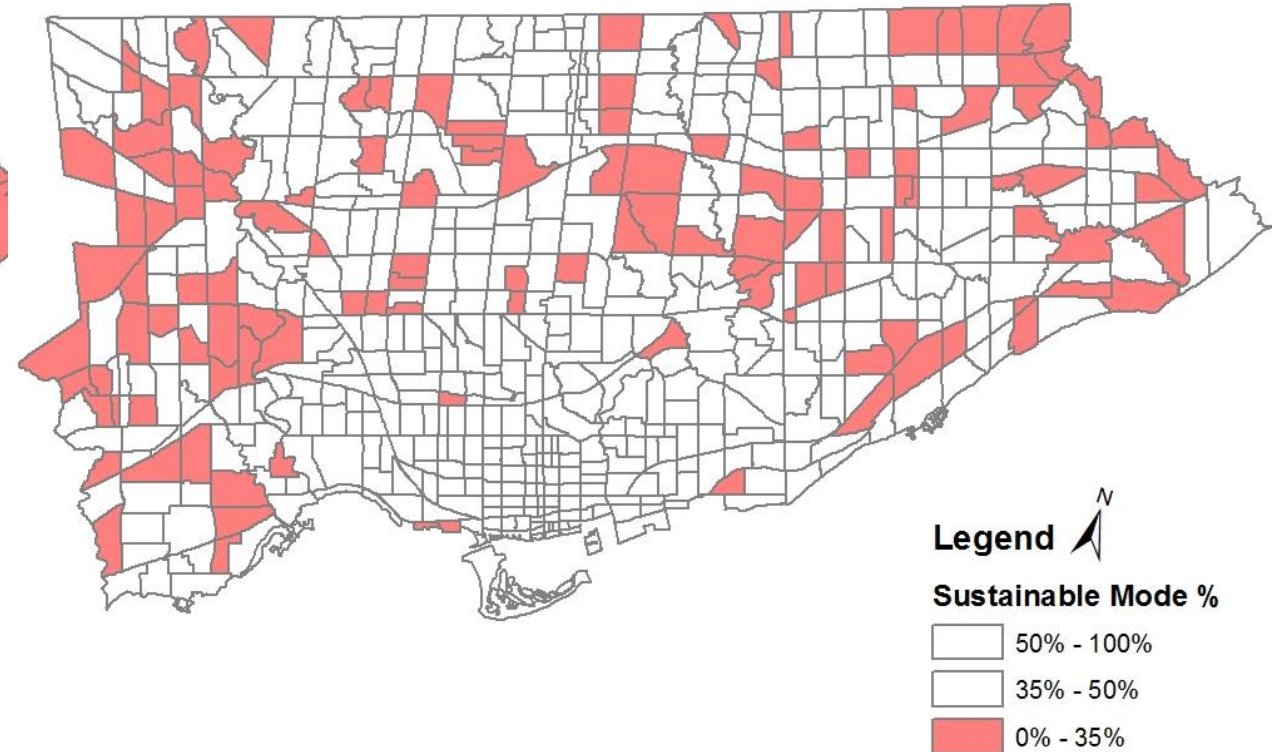 N
Legend
Sustainable Mode %
50% - 100%
35% - 50%
0% - 35%